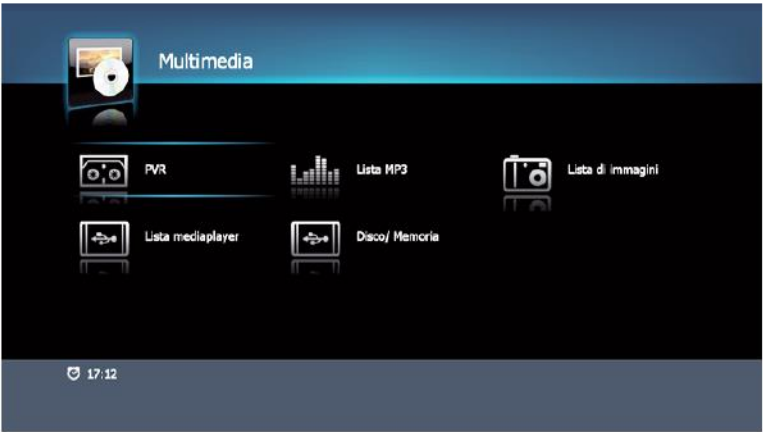 Multimedia
PVR
Lista MP3
Lista di immagini
Lista mediaplayer
Disco/ Memoria
17:12